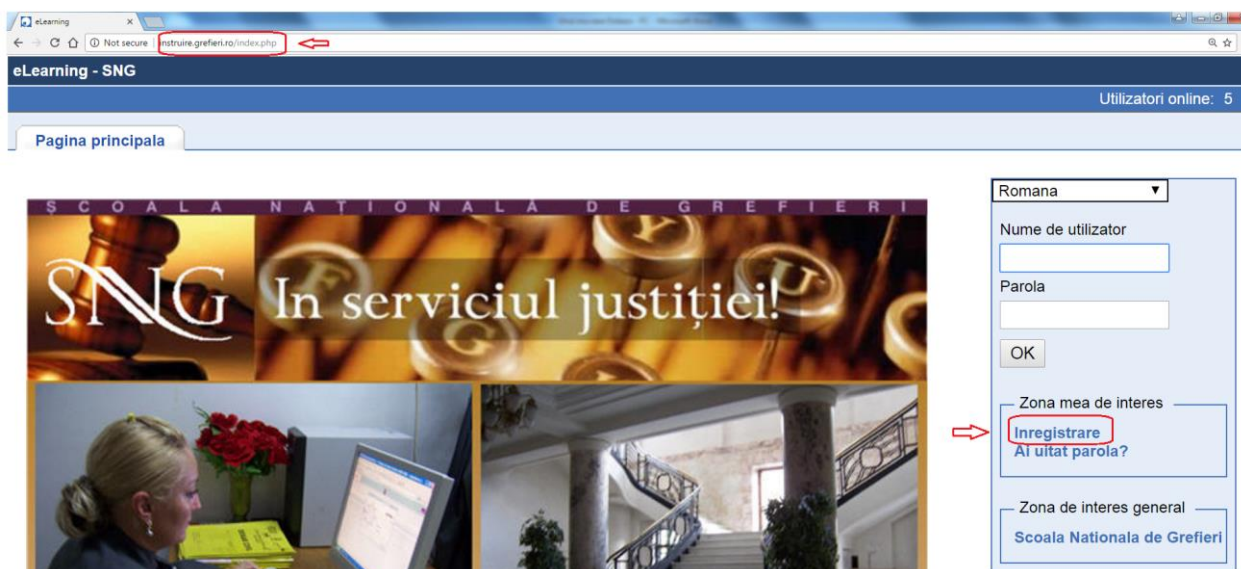 eLearning
Not secure
instruire.grefieri.ro/index.php
eLearning - SNG
Utilizatori online: 5
Pagina principala
ȘCOALA NAȚIONALĂ DE GREFIERI
SNG In serviciul justiției!
Romana
Nume de utilizator
Parola
OK
Zona mea de interes
Inregistrare
Ai uitat parola?
Zona de interes general
Scoala Nationala de Grefieri